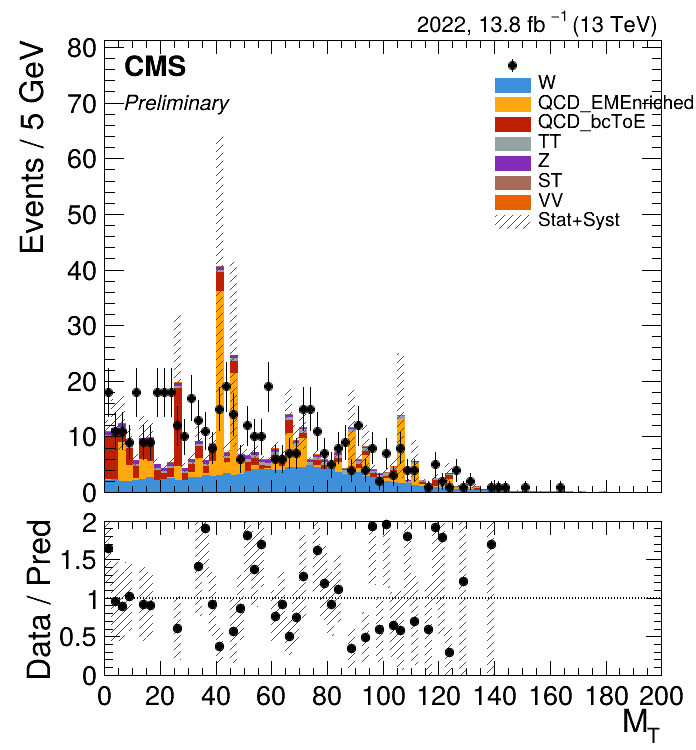 2022, 13.8 fb⁻¹ (13 TeV)
Events / 5 GeV
80
70
60
50
40
30
20
10
0
CMS
Preliminary
W
QCD_EMEnriched
QCD_bcToE
TT
Z
ST
VV
Stat+Syst
Data / Pred
2
1.5
1
0.5
0
0 20 40 60 80 100 120 140 160 180 200
M_T